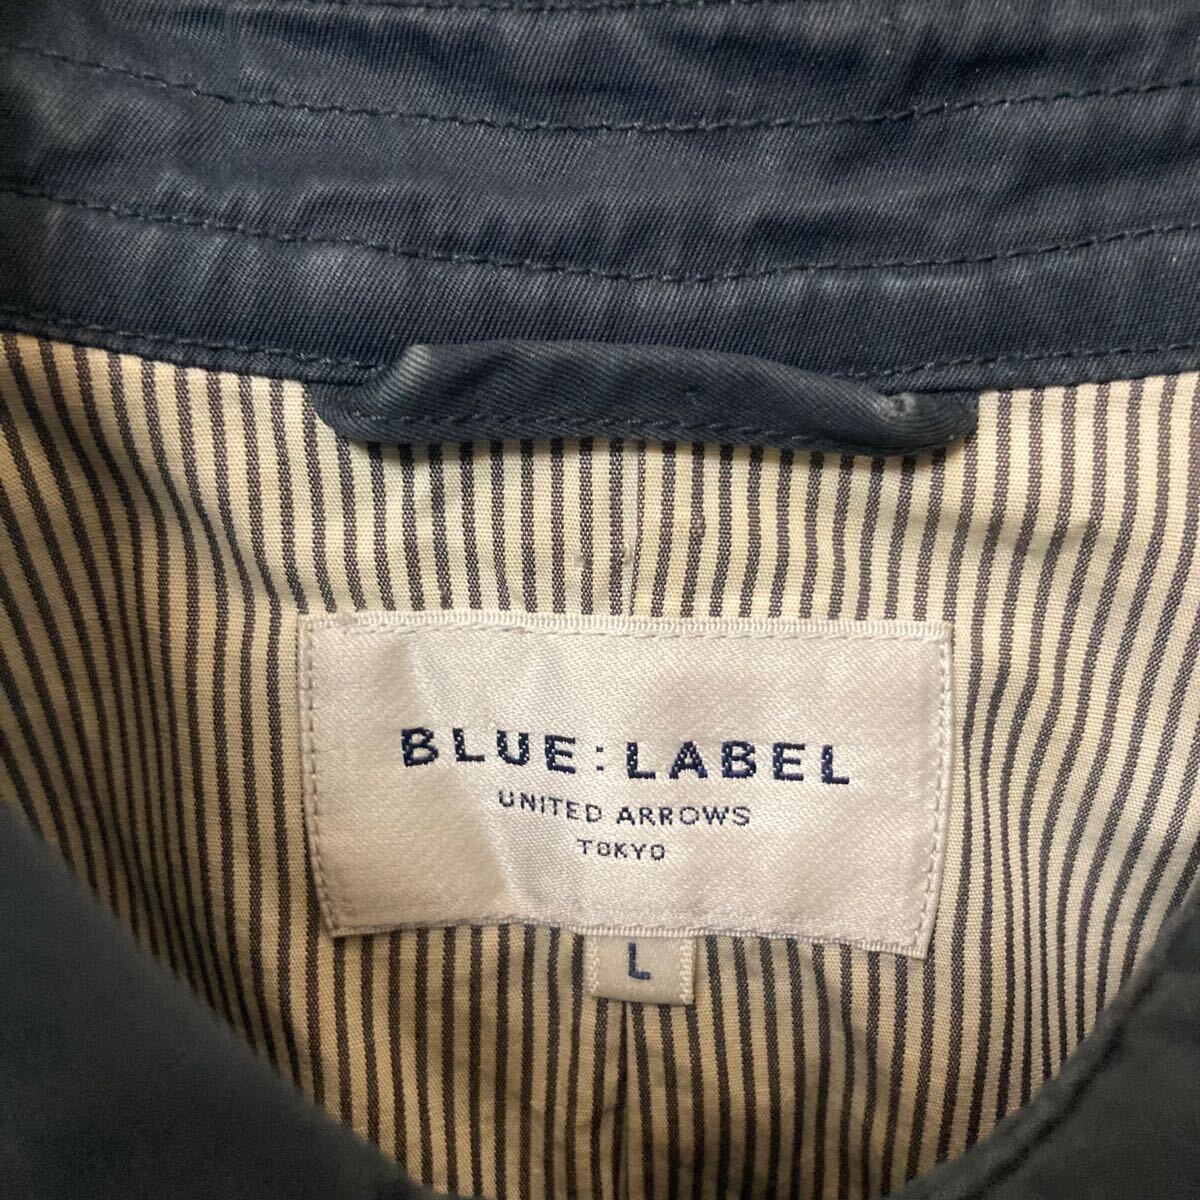 BLUE:LABEL
UNITED ARROWS
TOKYO
L